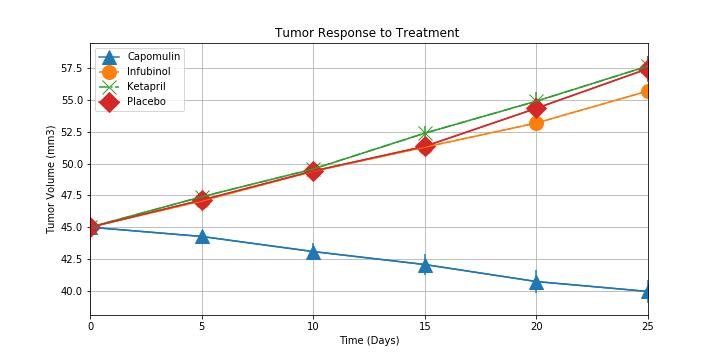 Tumor Response to Treatment
Capomulin
Infubinol
Ketapril
Placebo
Tumor Volume (mm3)
57.5
55.0
52.5
50.0
47.5
45.0
42.5
40.0
0 5 10 15 20 25
Time (Days)